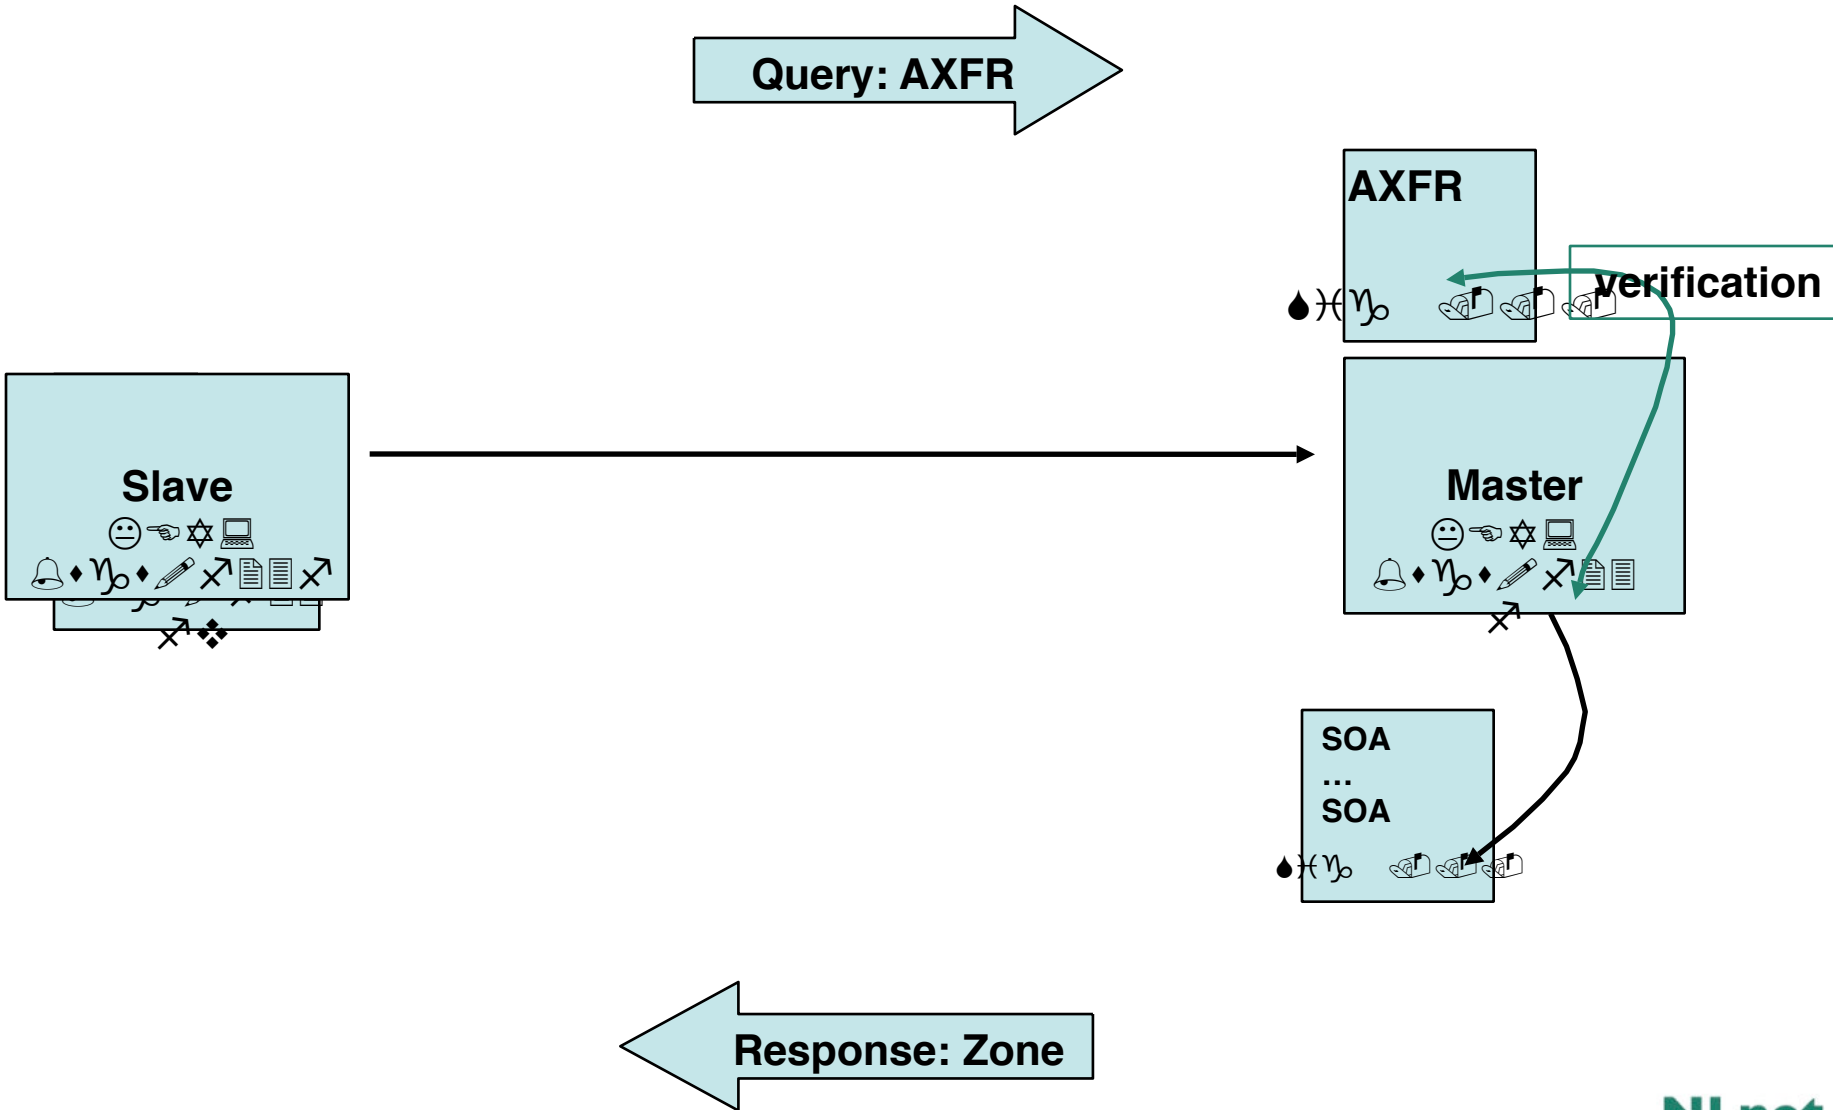 Query: AXFR
AXFR
verification
Slave
Master
SOA
...
SOA
Response: Zone